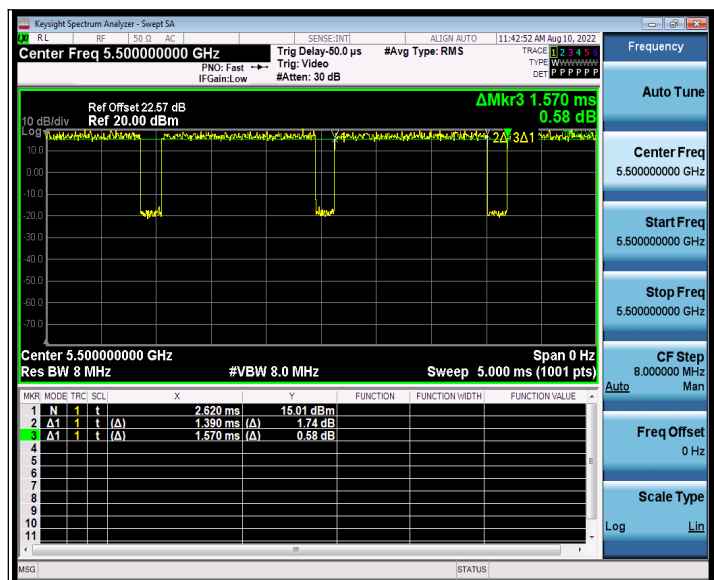 Keysight Spectrum Analyzer - Swept SA
RL RF 50 Ω AC SENSE:INT ALIGN AUTO 11:42:52 AM Aug 10, 2022
Center Freq 5.500000000 GHz
PNO: Fast
IFGain:Low
Trig Delay-50.0 µs
Trig: Video
#Atten: 30 dB
#Avg Type: RMS
TRACE 1 2 3 4 5 6
TYPE WWWWWW
DET P P P P P P
Ref Offset 22.57 dB
10 dB/div Ref 20.00 dBm
Log
ΔMkr3 1.570 ms
0.58 dB
10.0
0.00
-10.0
-20.0
-30.0
-40.0
-50.0
-60.0
-70.0
2Δ 3Δ1
Center 5.500000000 GHz Span 0 Hz
Res BW 8 MHz #VBW 8.0 MHz Sweep 5.000 ms (1001 pts)
MKR MODE TRC SCL X Y FUNCTION FUNCTION WIDTH FUNCTION VALUE
1 N 1 t 2.620 ms 15.01 dBm
2 Δ1 1 t (Δ) 1.390 ms (Δ) 1.74 dB
3 Δ1 1 t (Δ) 1.570 ms (Δ) 0.58 dB
4
5
6
7
8
9
10
11
MSG STATUS
Frequency
Auto Tune
Center Freq
5.500000000 GHz
Start Freq
5.500000000 GHz
Stop Freq
5.500000000 GHz
CF Step
8.000000 MHz
Auto Man
Freq Offset
0 Hz
Scale Type
Log Lin